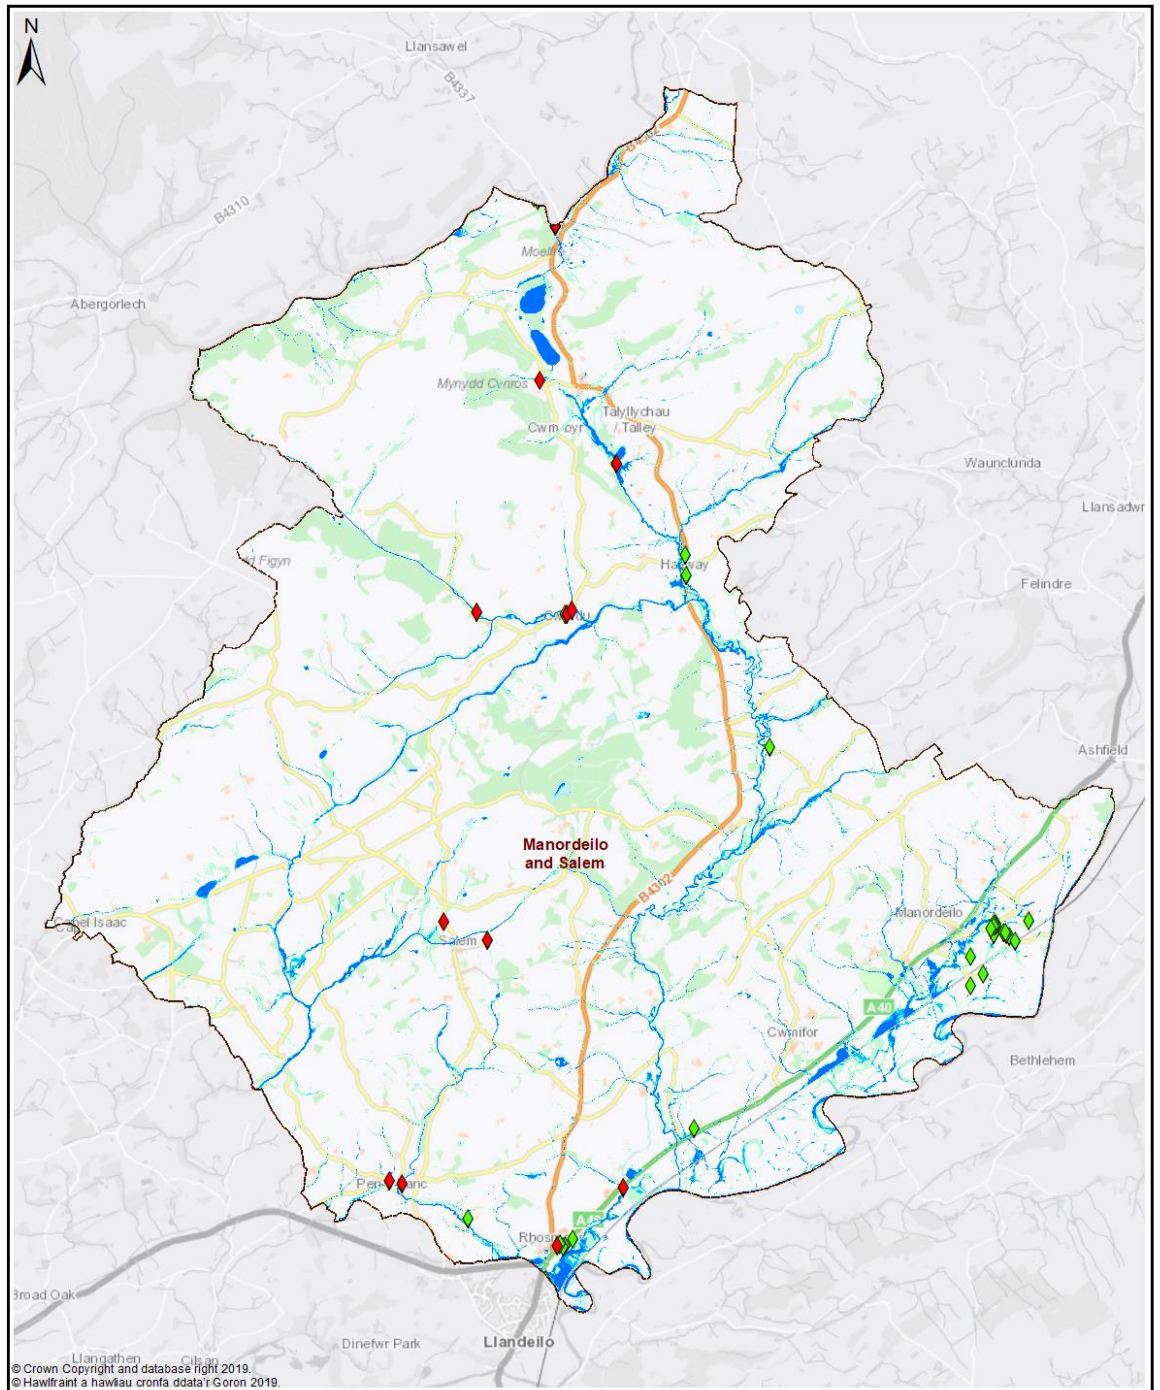 N
Llansawel
B4337
B4302
B4310
Abergorlech
Mynydd Cynros
Talyllychau
/ Talley
Waunclunda
Llansadwr
Figyn
Felindre
Ashfield
Manordeilo
and Salem
B4302
Manordeilo
Capel Isaac
Salem
A40
Cwmifor
Bethlehem
A40
Broad Oak
Dinefwr Park
Llandeilo
Llangathen
Cilsan
© Crown Copyright and database right 2019.
© Hawlfraint a hawliau cronfa ddata'r Goron 2019.